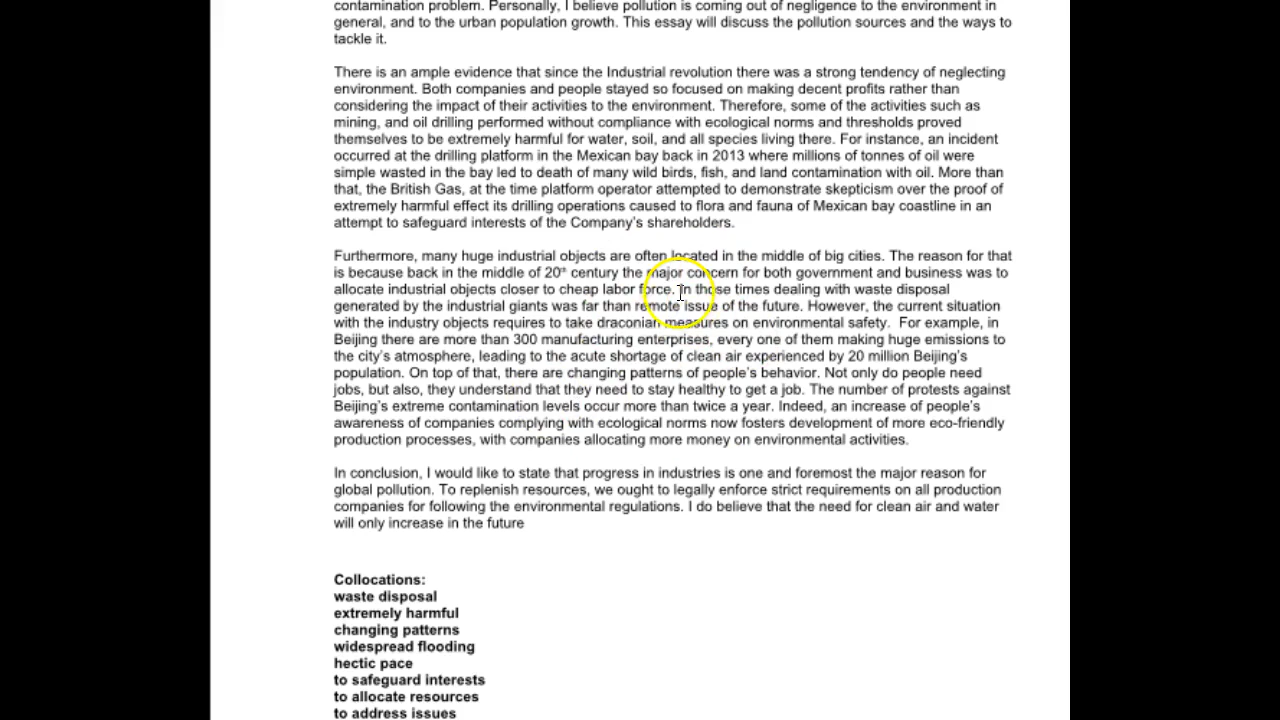 contamination problem. Personally, I believe pollution is coming out of negligence to the environment in
general, and to the urban population growth. This essay will discuss the pollution sources and the ways to
tackle it.
There is an ample evidence that since the Industrial revolution there was a strong tendency of neglecting
environment. Both companies and people stayed so focused on making decent profits rather than
considering the impact of their activities to the environment. Therefore, some of the activities such as
mining, and oil drilling performed without compliance with ecological norms and thresholds proved
themselves to be extremely harmful for water, soil, and all species living there. For instance, an incident
occurred at the drilling platform in the Mexican bay back in 2013 where millions of tonnes of oil were
simple wasted in the bay led to death of many wild birds, fish, and land contamination with oil. More than
that, the British Gas, at the time platform operator attempted to demonstrate skepticism over the proof of
extremely harmful effect its drilling operations caused to flora and fauna of Mexican bay coastline in an
attempt to safeguard interests of the Company's shareholders.
Furthermore, many huge industrial objects are often located in the middle of big cities. The reason for that
is because back in the middle of 20th century the major concern for both government and business was to
allocate industrial objects closer to cheap labor force. In those times dealing with waste disposal
generated by the industrial giants was far than remote issue of the future. However, the current situation
with the industry objects requires to take draconian measures on environmental safety.  For example, in
Beijing there are more than 300 manufacturing enterprises, every one of them making huge emissions to
the city's atmosphere, leading to the acute shortage of clean air experienced by 20 million Beijing's
population. On top of that, there are changing patterns of people's behavior. Not only do people need
jobs, but also, they understand that they need to stay healthy to get a job. The number of protests against
Beijing's extreme contamination levels occur more than twice a year. Indeed, an increase of people's
awareness of companies complying with ecological norms now fosters development of more eco-friendly
production processes, with companies allocating more money on environmental activities.
In conclusion, I would like to state that progress in industries is one and foremost the major reason for
global pollution. To replenish resources, we ought to legally enforce strict requirements on all production
companies for following the environmental regulations. I do believe that the need for clean air and water
will only increase in the future
Collocations:
waste disposal
extremely harmful
changing patterns
widespread flooding
hectic pace
to safeguard interests
to allocate resources
to address issues